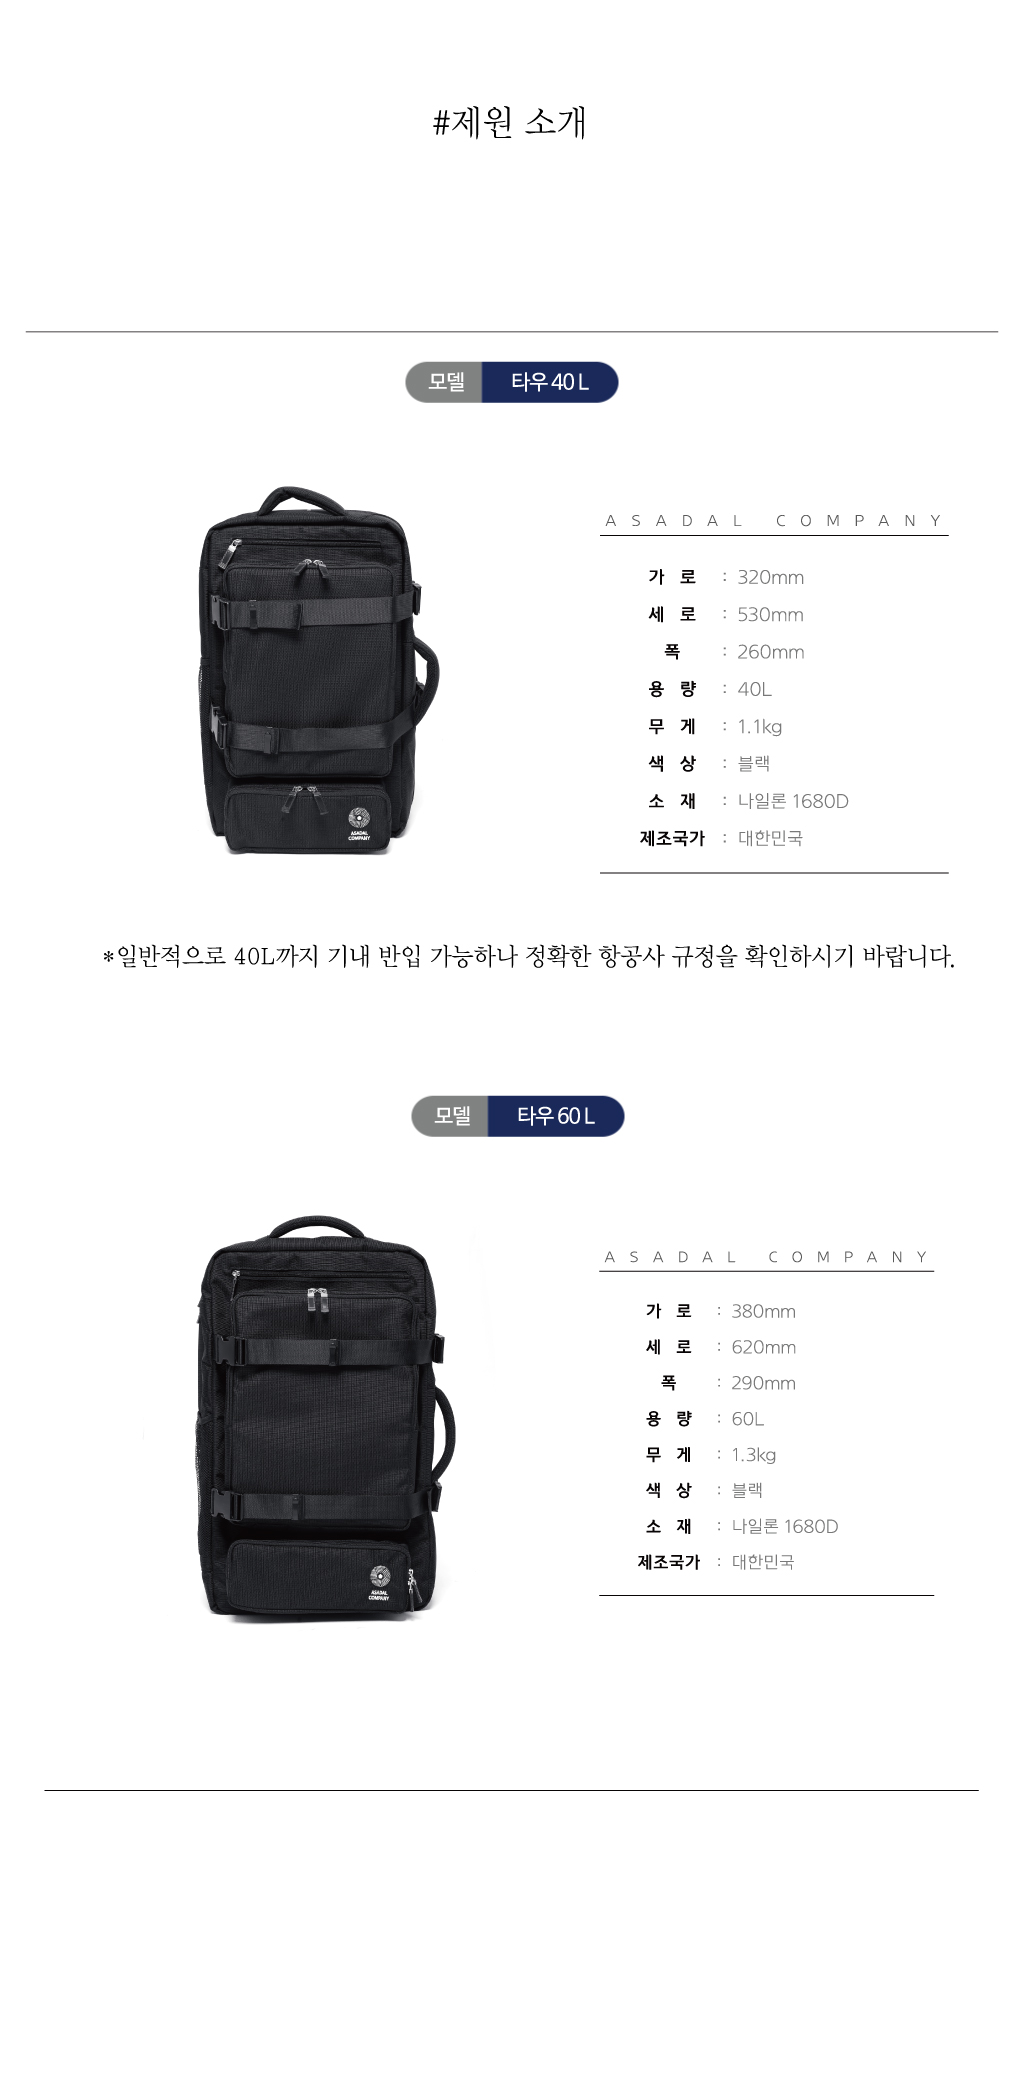 #제원 소개
모델 타우 40 L
ASADAL COMPANY
가 로 : 320mm
세 로 : 530mm
폭 : 260mm
용 량 : 40L
무 게 : 1.1kg
색 상 : 블랙
소 재 : 나일론 1680D
제조국가 : 대한민국
ASADAL
COMPANY
*일반적으로 40L까지 기내 반입 가능하나 정확한 항공사 규정을 확인하시기 바랍니다.
모델 타우 60 L
ASADAL COMPANY
가 로 : 380mm
세 로 : 620mm
폭 : 290mm
용 량 : 60L
무 게 : 1.3kg
색 상 : 블랙
소 재 : 나일론 1680D
제조국가 : 대한민국
ASADAL
COMPANY